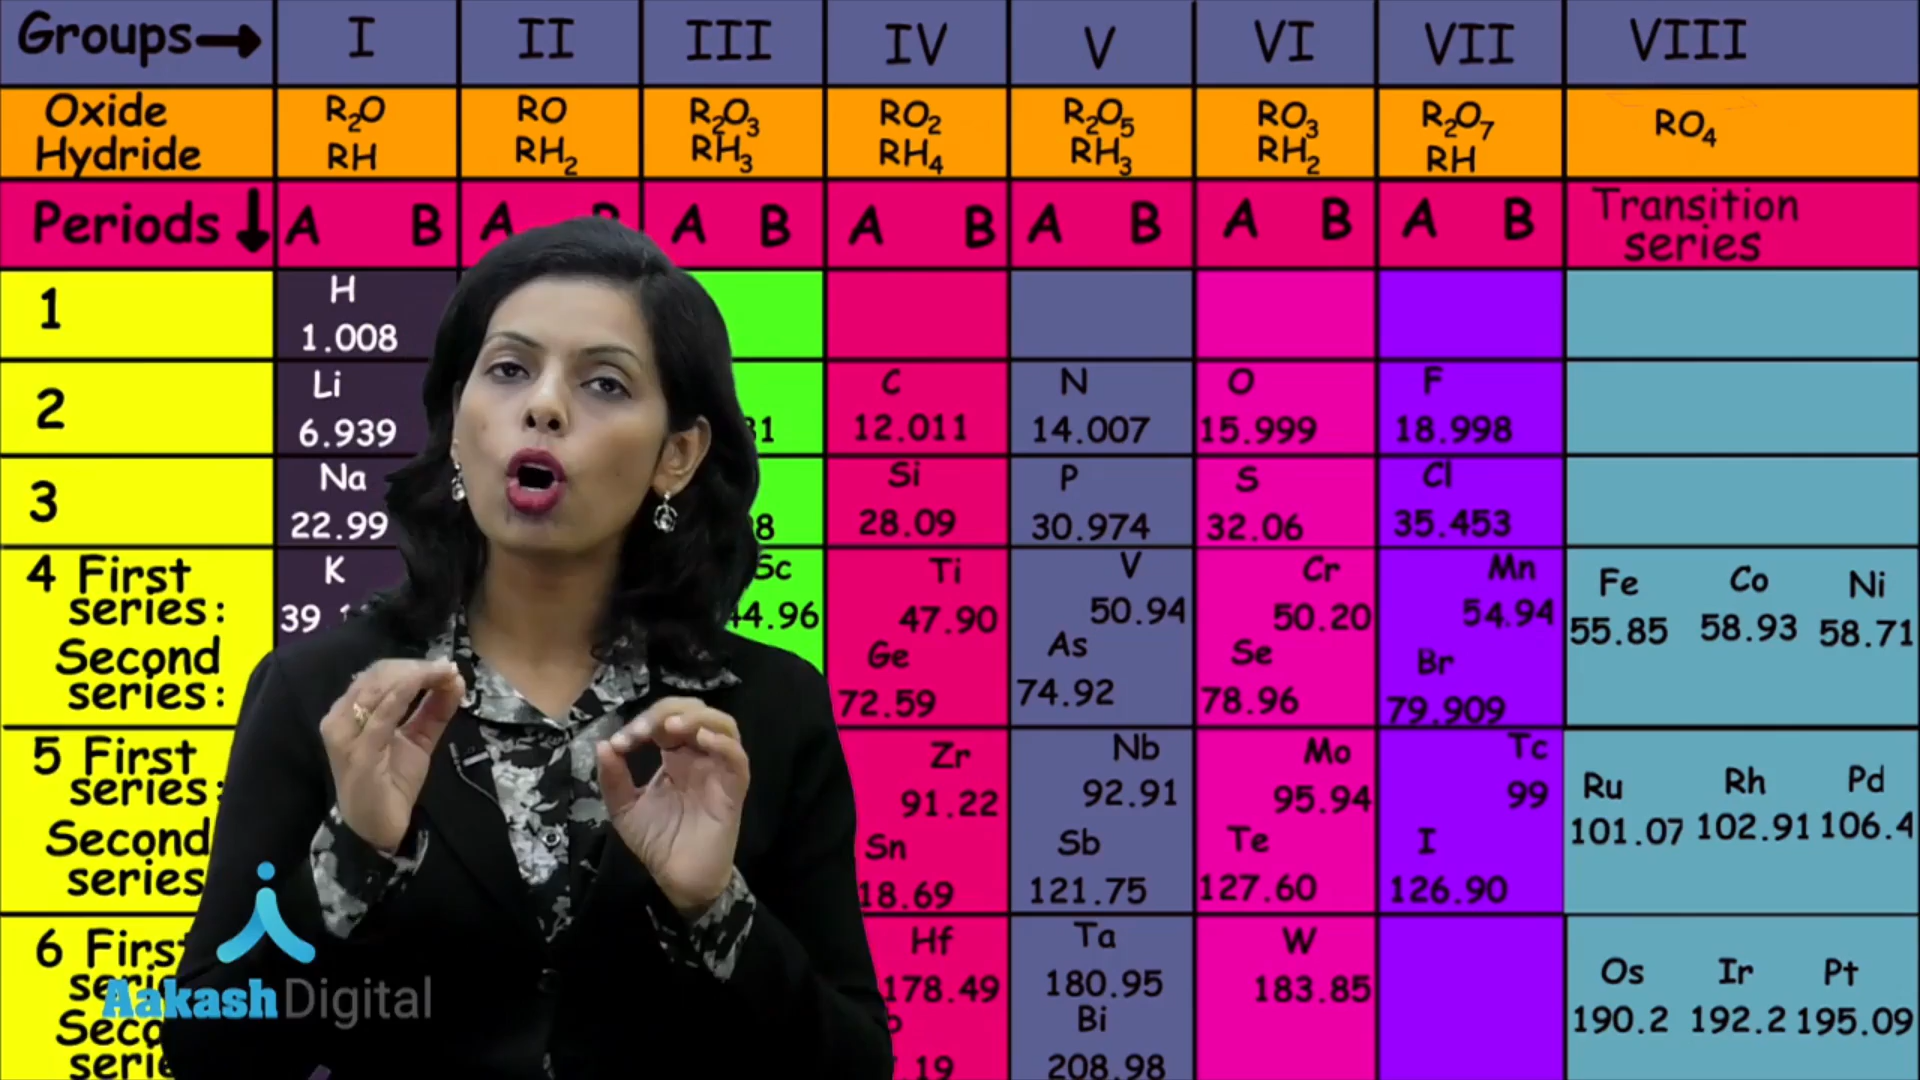 Groups→ I II III IV V VI VII VIII
Oxide R₂O RO R₂O₃ RO₂ R₂O₅ RO₃ R₂O₇ RO₄
Hydride RH RH₂ RH₃ RH₄ RH₃ RH₂ RH
Periods↓ A B A A B A B A B A B A B Transition
series
1 H
1.008
2 Li C N O F
6.939 12.011 14.007 15.999 18.998
3 Na Si P S Cl
22.99 28.09 30.974 32.06 35.453
4 First K Sc Ti V Cr Mn Fe Co Ni
series: 44.96 47.90 50.94 50.20 54.94 55.85 58.93 58.71
Second Ge As Se Br
series: 72.59 74.92 78.96 79.909
5 First Zr Nb Mo Tc Ru Rh Pd
series: 91.22 92.91 95.94 99 101.07 102.91 106.4
Second Sn Sb Te I
series 18.69 121.75 127.60 126.90
6 First Hf Ta W Os Ir Pt
178.49 180.95 183.85 190.2 192.2 195.09
Bi
208.98
Aakash Digital